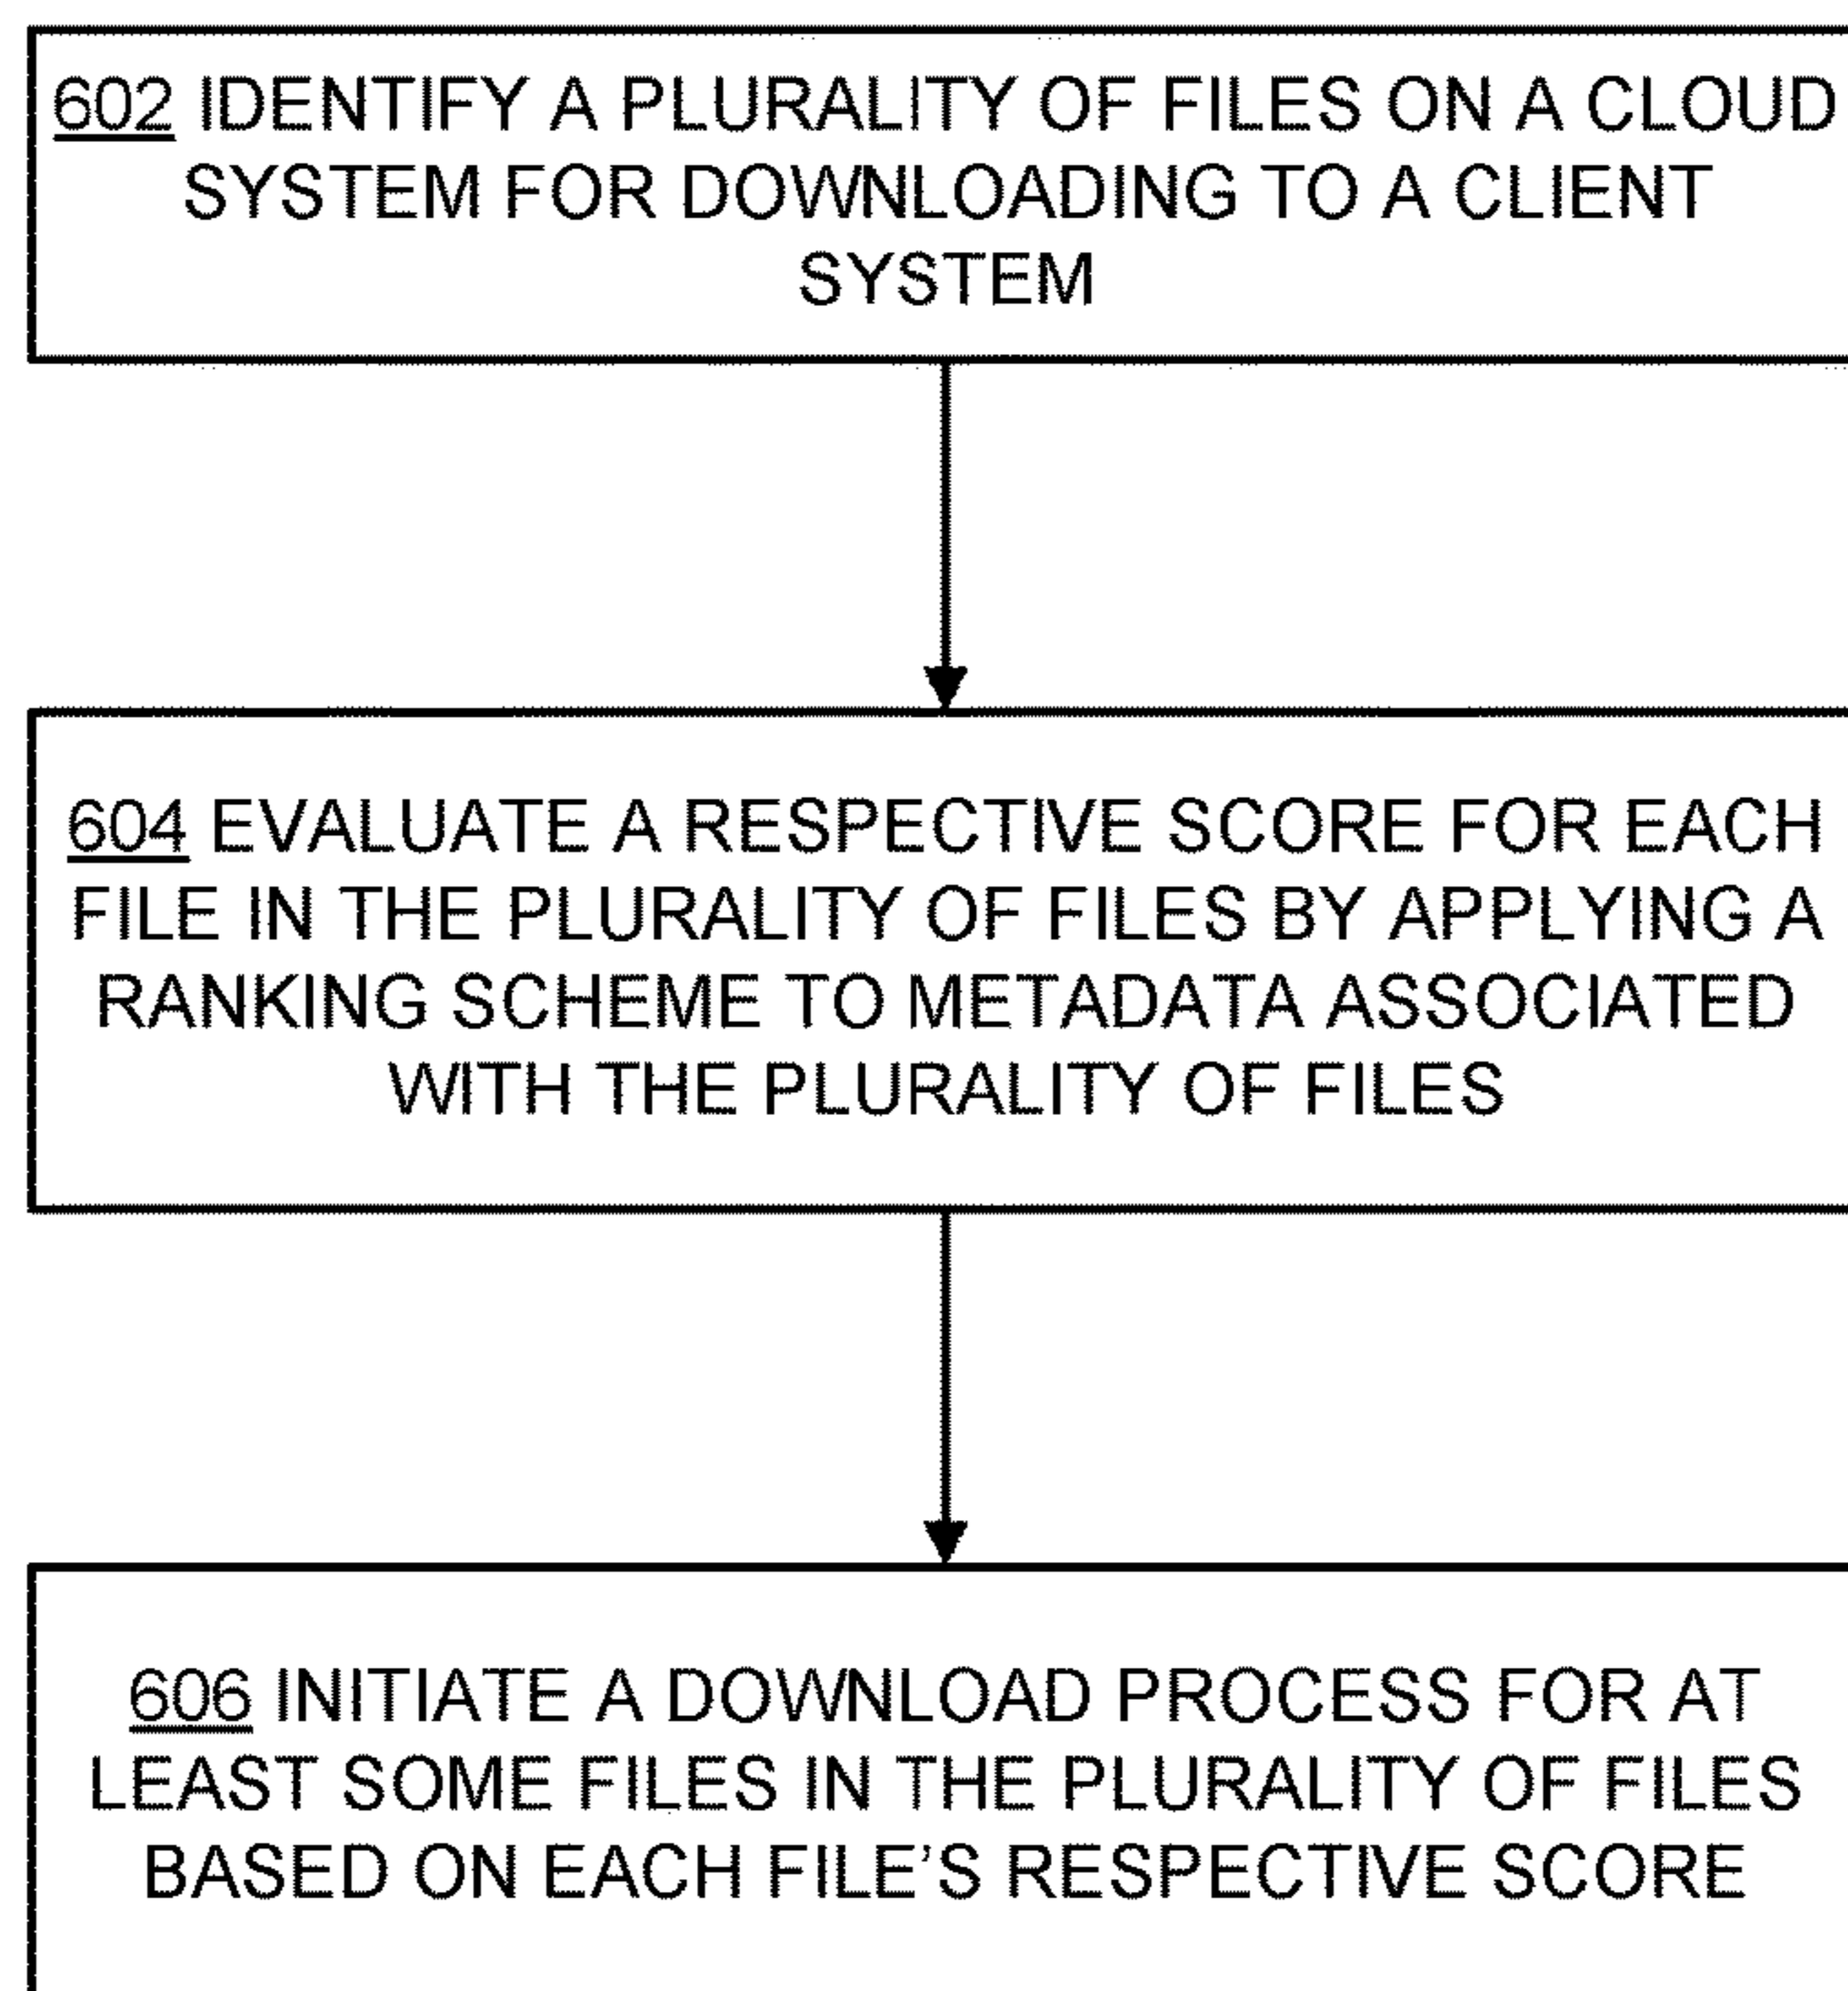 602 IDENTIFY A PLURALITY OF FILES ON A CLOUD
SYSTEM FOR DOWNLOADING TO A CLIENT
SYSTEM
604 EVALUATE A RESPECTIVE SCORE FOR EACH
FILE IN THE PLURALITY OF FILES BY APPLYING A
RANKING SCHEME TO METADATA ASSOCIATED
WITH THE PLURALITY OF FILES
606 INITIATE A DOWNLOAD PROCESS FOR AT
LEAST SOME FILES IN THE PLURALITY OF FILES
BASED ON EACH FILE'S RESPECTIVE SCORE